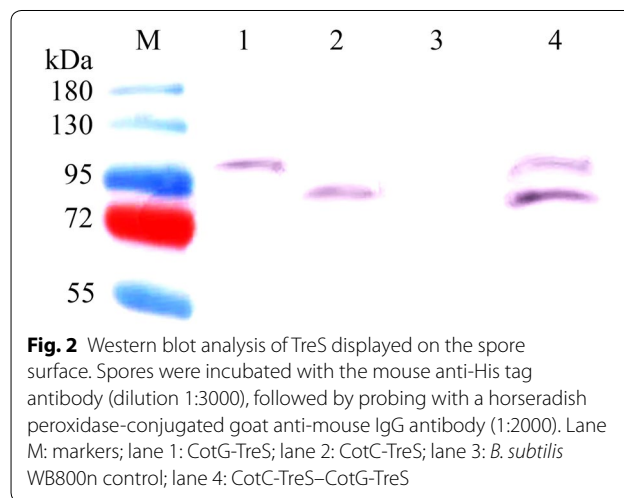 M 1 2 3 4
kDa
180
130
95
72
55
Fig. 2 Western blot analysis of TreS displayed on the spore
surface. Spores were incubated with the mouse anti-His tag
antibody (dilution 1:3000), followed by probing with a horseradish
peroxidase-conjugated goat anti-mouse IgG antibody (1:2000). Lane
M: markers; lane 1: CotG-TreS; lane 2: CotC-TreS; lane 3: B. subtilis
WB800n control; lane 4: CotC-TreS–CotG-TreS